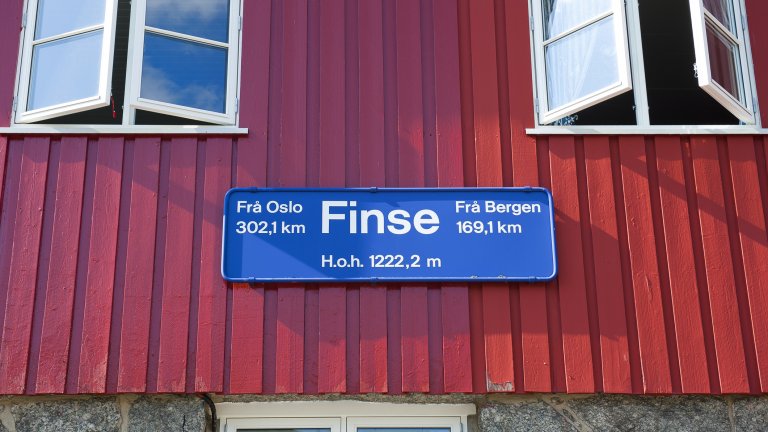 Frå Oslo Finse Frå Bergen
302,1 km 169,1 km
H.o.h. 1222,2 m